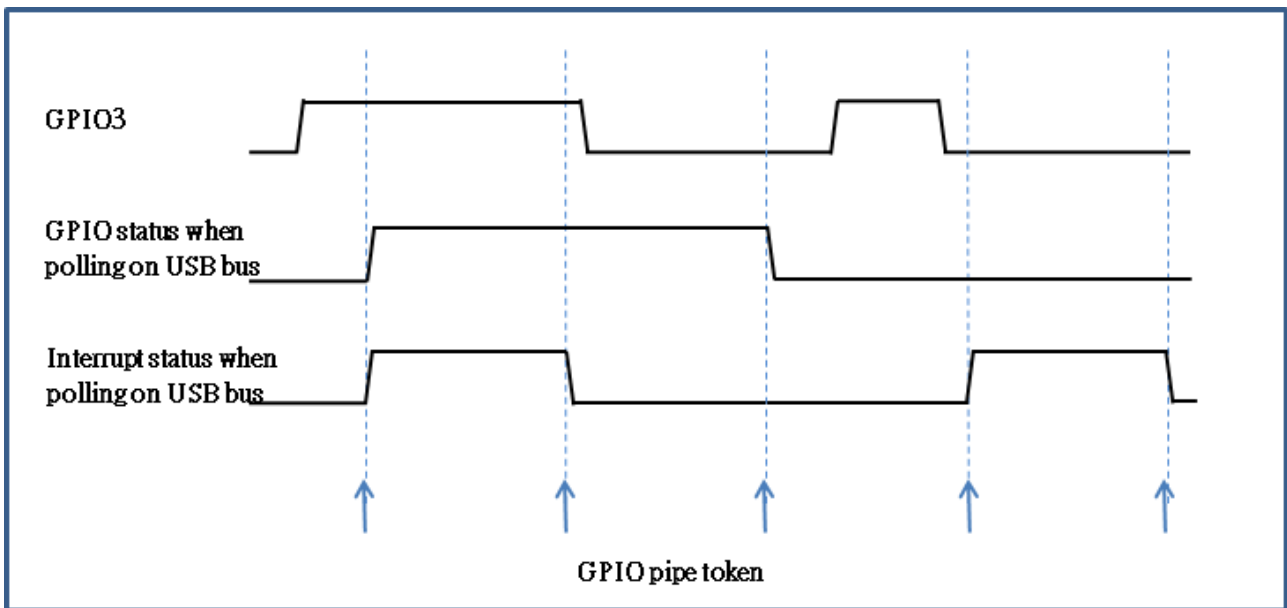 GPIO3
GPIO status when
polling on USB bus
Interrupt status when
polling on USB bus
GPIO pipe token